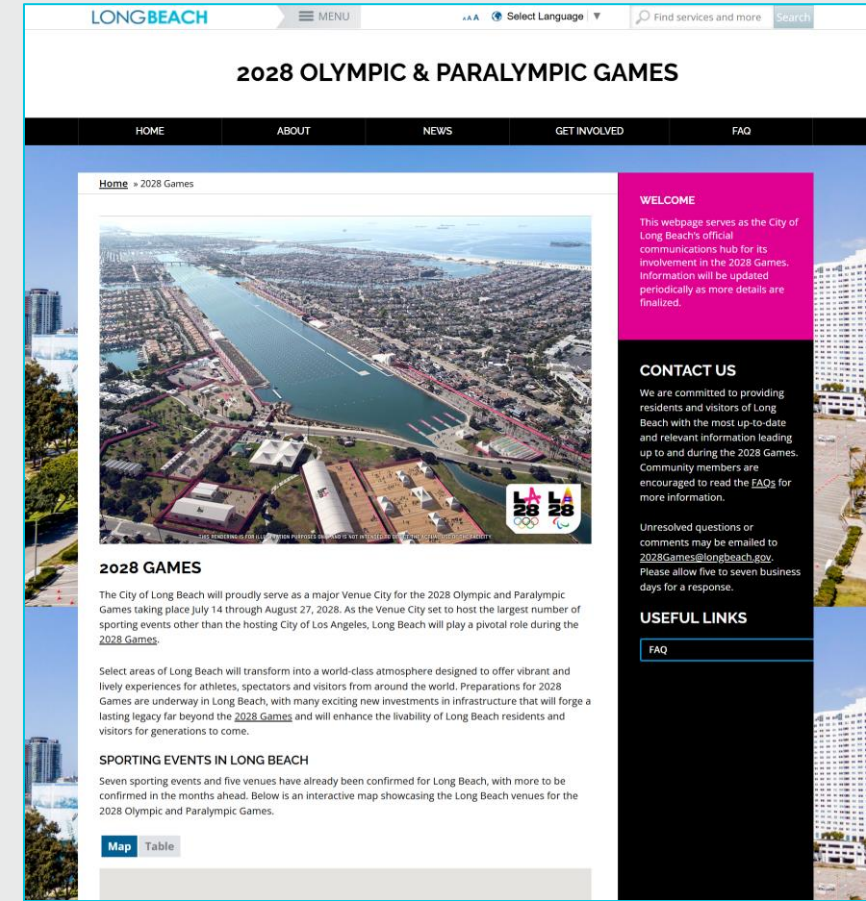 LONGBEACH
MENU
AAA
Select Language ▼
Find services and more
Search
2028 OLYMPIC & PARALYMPIC GAMES
HOME
ABOUT
NEWS
GET INVOLVED
FAQ
Home » 2028 Games
LA LA
28 28
THIS RENDERING IS FOR ILLUSTRATION PURPOSES ONLY AND IS NOT INTENDED TO
2028 GAMES
The City of Long Beach will proudly serve as a major Venue City for the 2028 Olympic and Paralympic
Games taking place July 14 through August 27, 2028. As the Venue City set to host the largest number of
sporting events other than the hosting City of Los Angeles, Long Beach will play a pivotal role during the
2028 Games.
Select areas of Long Beach will transform into a world-class atmosphere designed to offer vibrant and
lively experiences for athletes, spectators and visitors from around the world. Preparations for 2028
Games are underway in Long Beach, with many exciting new investments in infrastructure that will forge a
lasting legacy far beyond the 2028 Games and will enhance the livability of Long Beach residents and
visitors for generations to come.
SPORTING EVENTS IN LONG BEACH
Seven sporting events and five venues have already been confirmed for Long Beach, with more to be
confirmed in the months ahead. Below is an interactive map showcasing the Long Beach venues for the
2028 Olympic and Paralympic Games.
Map
Table
WELCOME
This webpage serves as the City of
Long Beach's official
communications hub for its
involvement in the 2028 Games.
Information will be updated
periodically as more details are
finalized.
CONTACT US
We are committed to providing
residents and visitors of Long
Beach with the most up-to-date
and relevant information leading
up to and during the 2028 Games.
Community members are
encouraged to read the FAQs for
more information.
Unresolved questions or
comments may be emailed to
2028Games@longbeach.gov.
Please allow five to seven business
days for a response.
USEFUL LINKS
FAQ